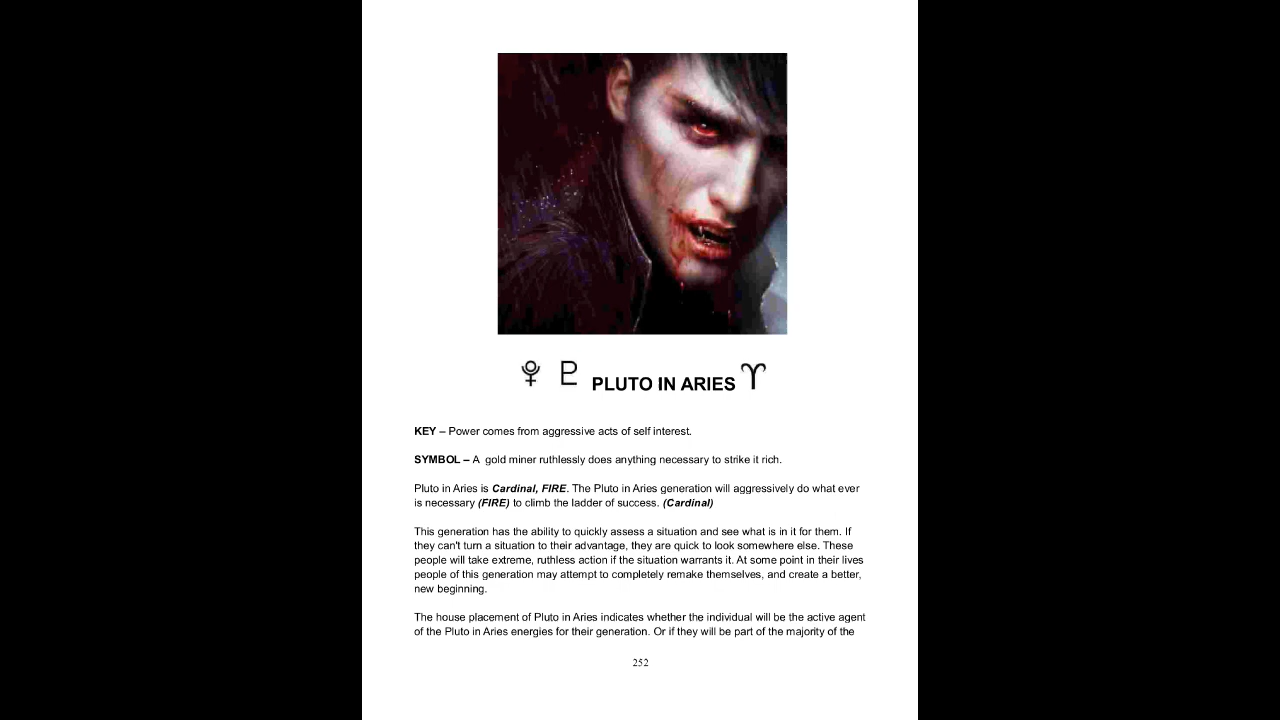 ♇ PLUTO IN ARIES ♈
KEY – Power comes from aggressive acts of self interest.
SYMBOL – A  gold miner ruthlessly does anything necessary to strike it rich.
Pluto in Aries is Cardinal, FIRE. The Pluto in Aries generation will aggressively do what ever
is necessary (FIRE) to climb the ladder of success. (Cardinal)
This generation has the ability to quickly assess a situation and see what is in it for them. If
they can't turn a situation to their advantage, they are quick to look somewhere else. These
people will take extreme, ruthless action if the situation warrants it. At some point in their lives
people of this generation may attempt to completely remake themselves, and create a better,
new beginning.
The house placement of Pluto in Aries indicates whether the individual will be the active agent
of the Pluto in Aries energies for their generation. Or if they will be part of the majority of the
252